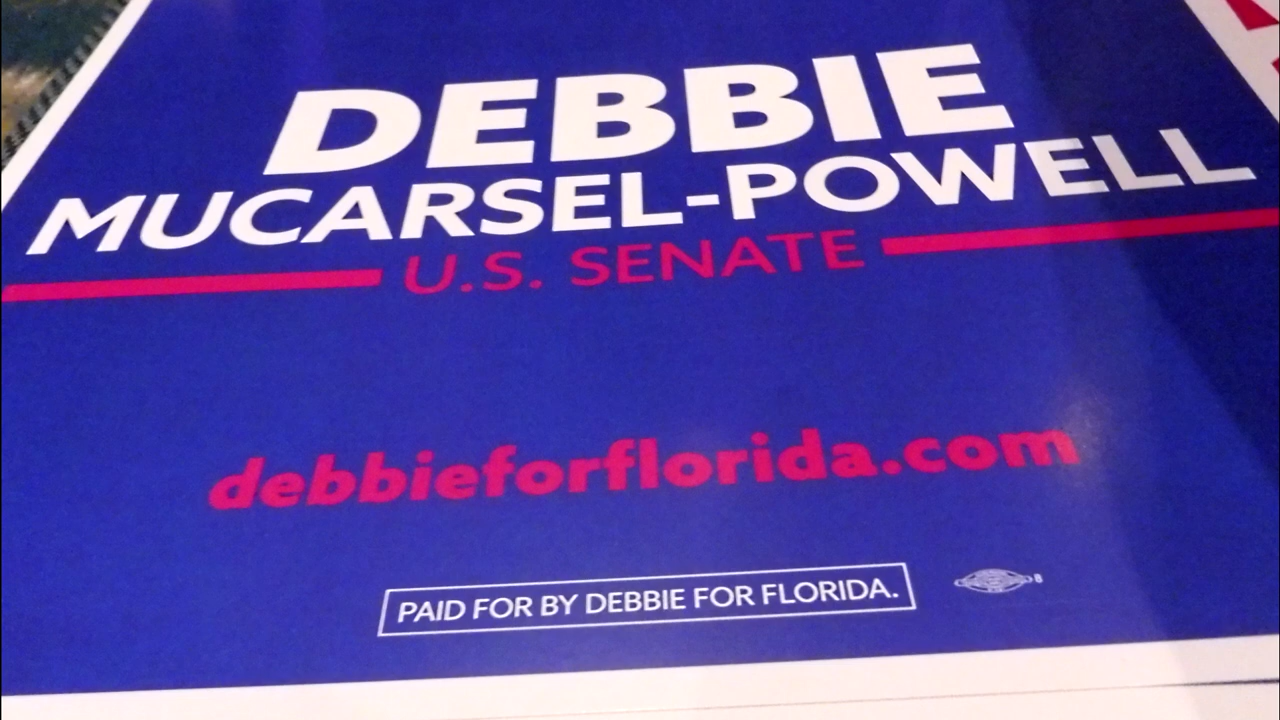 DEBBIE
MUCARSEL-POWELL
U.S. SENATE
debbieforflorida.com
PAID FOR BY DEBBIE FOR FLORIDA.